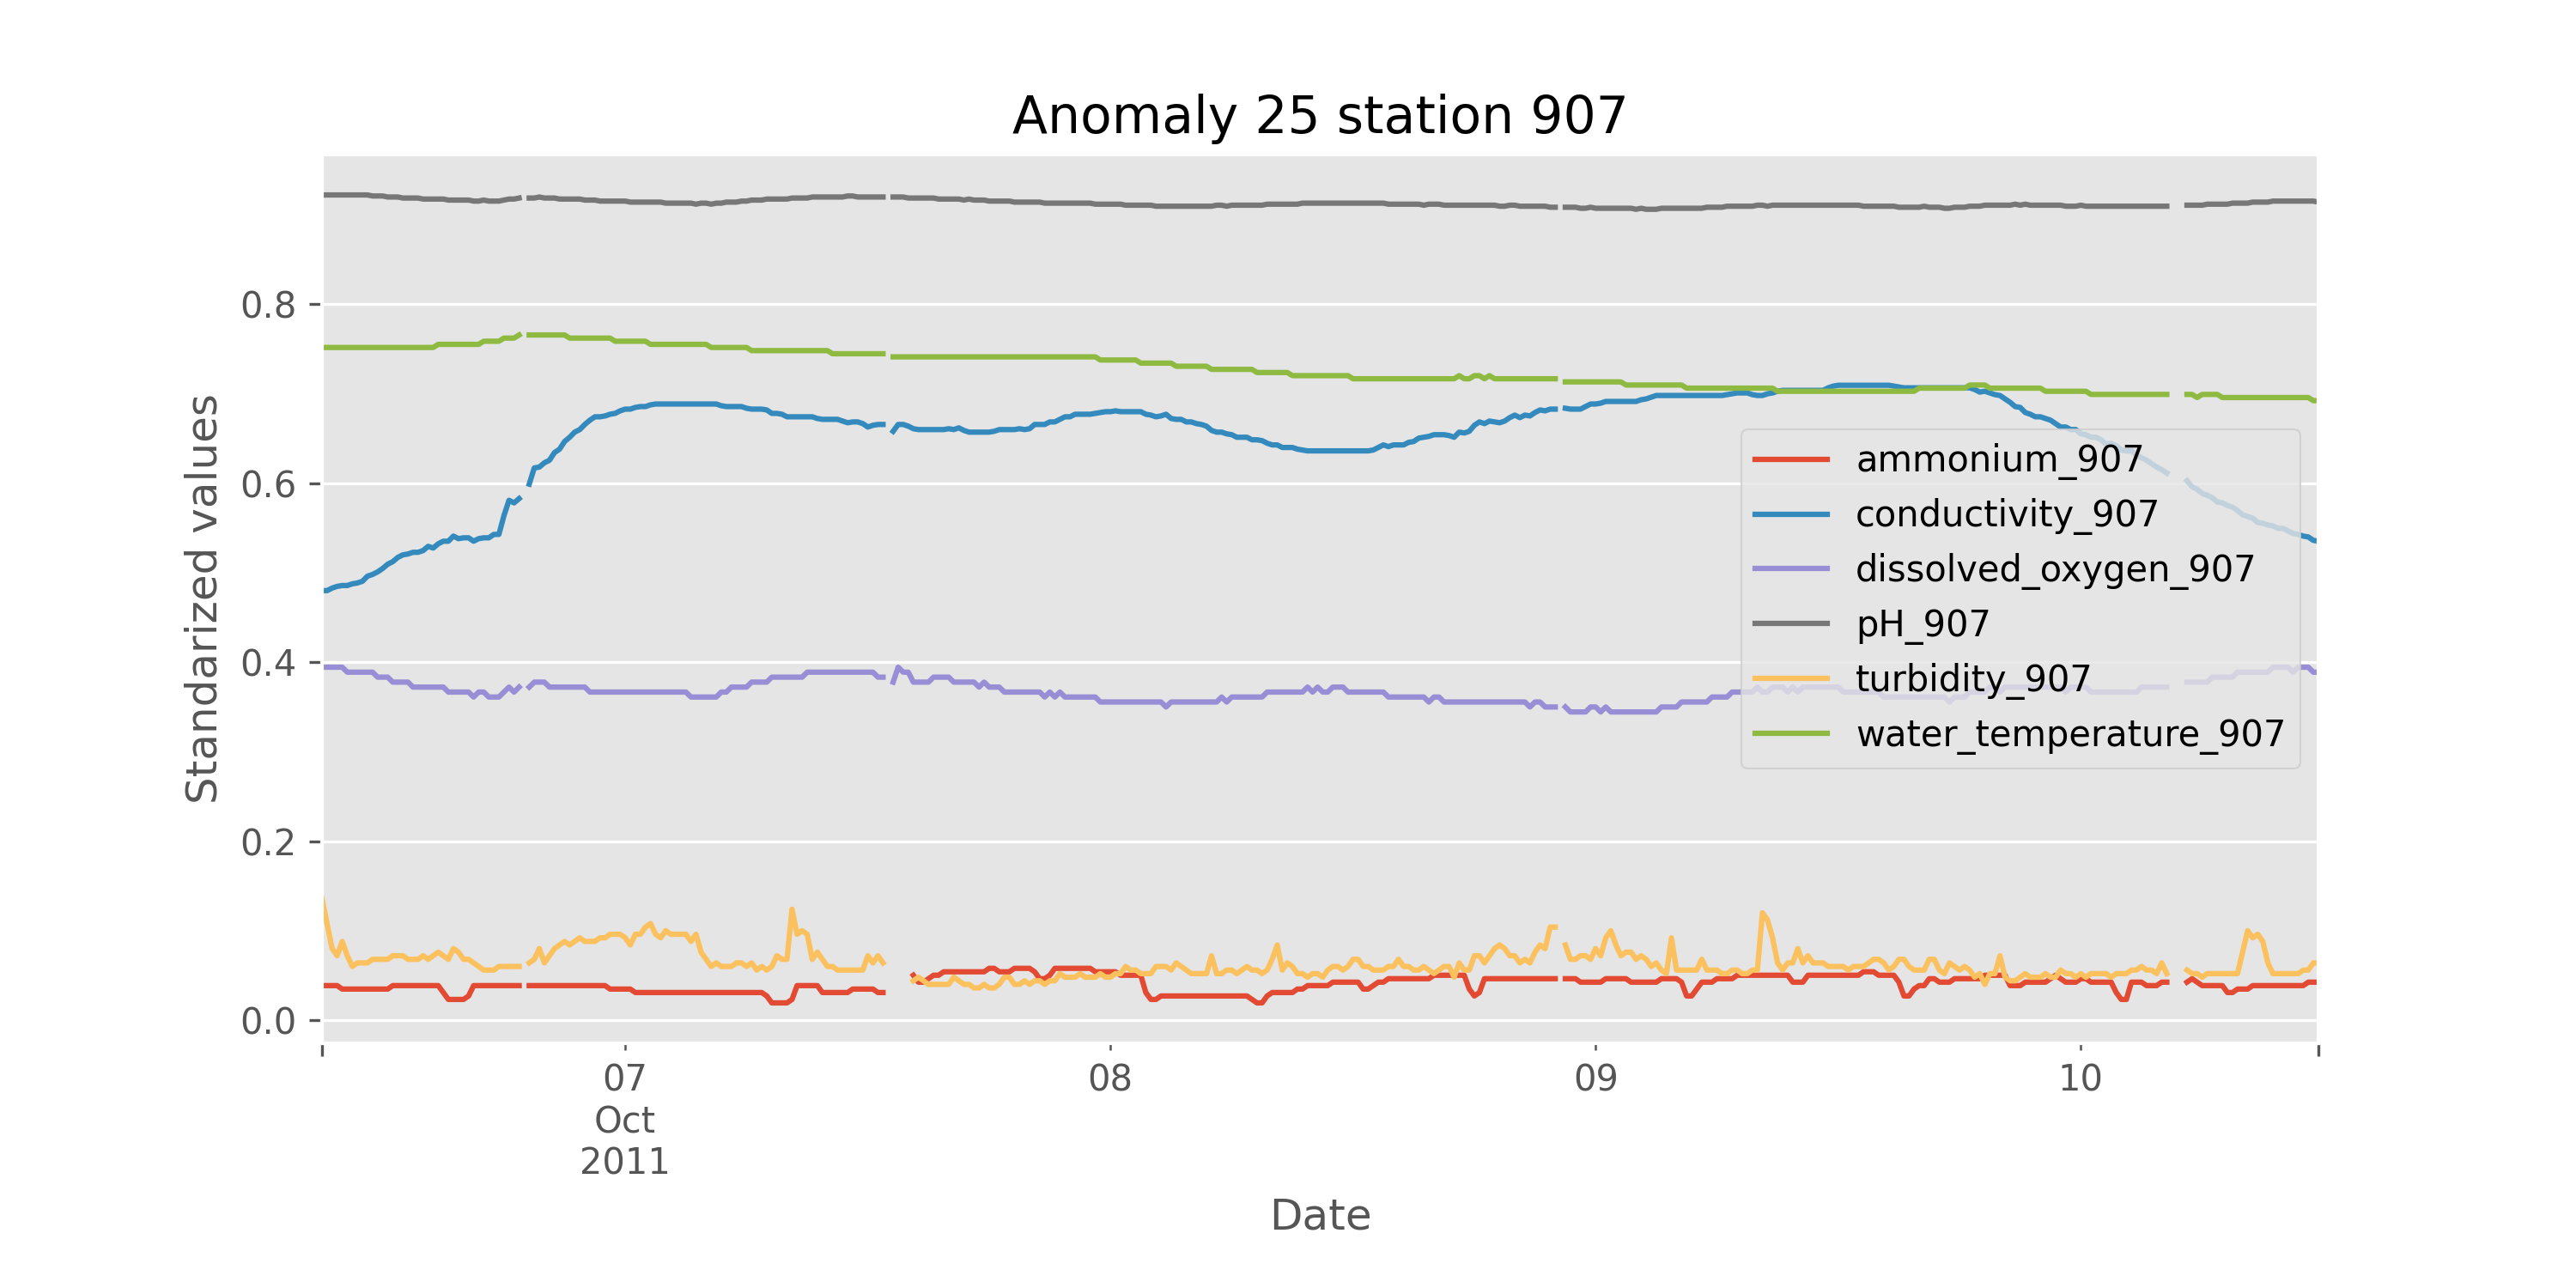 Anomaly 25 station 907
Standarized values
0.8
0.6
0.4
0.2
0.0
ammonium_907
conductivity_907
dissolved_oxygen_907
pH_907
turbidity_907
water_temperature_907
07
08
09
10
Oct
2011
Date